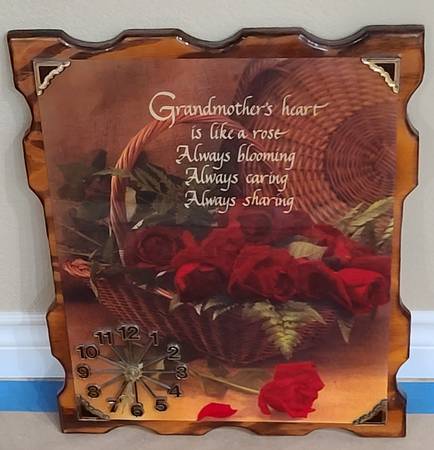 Grandmother's heart
is like a rose
Always blooming
Always caring
Always sharing
12
11 1
10 2
9 3
8 4
7 5
6